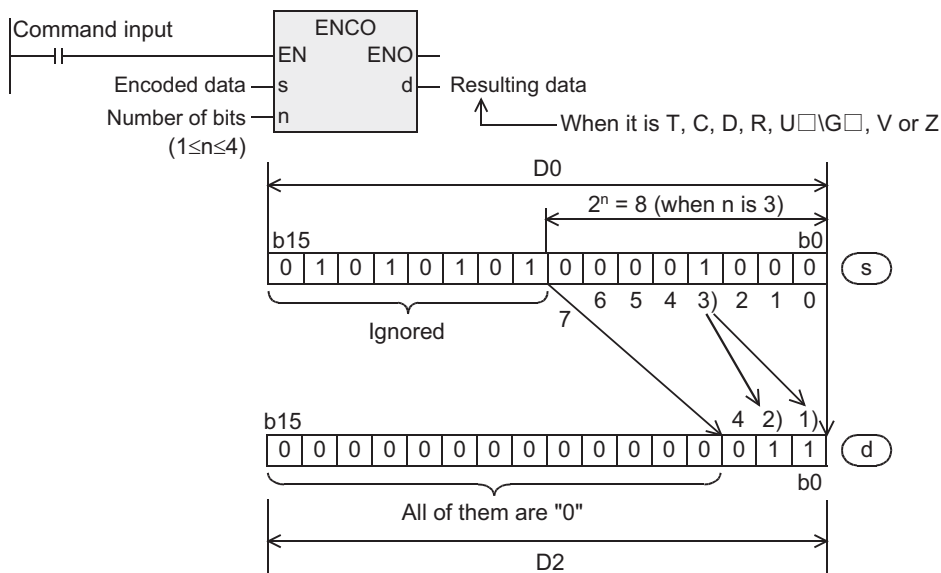 Command input
ENCO
EN ENO
Encoded data s d Resulting data
Number of bits n
(1≤n≤4)
When it is T, C, D, R, U□\G□, V or Z
D0
2ⁿ = 8 (when n is 3)
b15 b0
0 1 0 1 0 1 0 1 0 0 0 0 1 0 0 0 s
7 6 5 4 3) 2 1 0
Ignored
b15 4 2) 1)
0 0 0 0 0 0 0 0 0 0 0 0 0 0 1 1 d
b0
All of them are "0"
D2